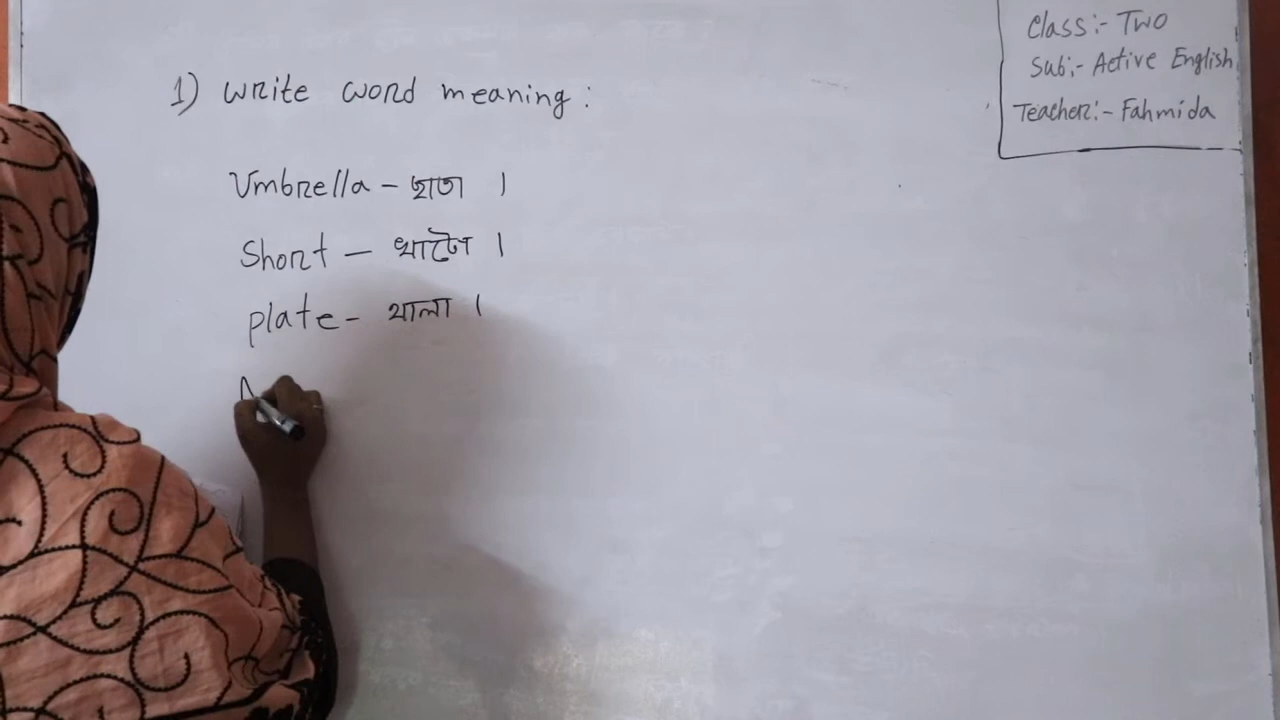 Class:- Two
Sub:- Active English
Teacher:- Fahmida
1) Write word meaning:
Umbrella - ছাতা ।
Short - খাটো ।
plate - থালা ।